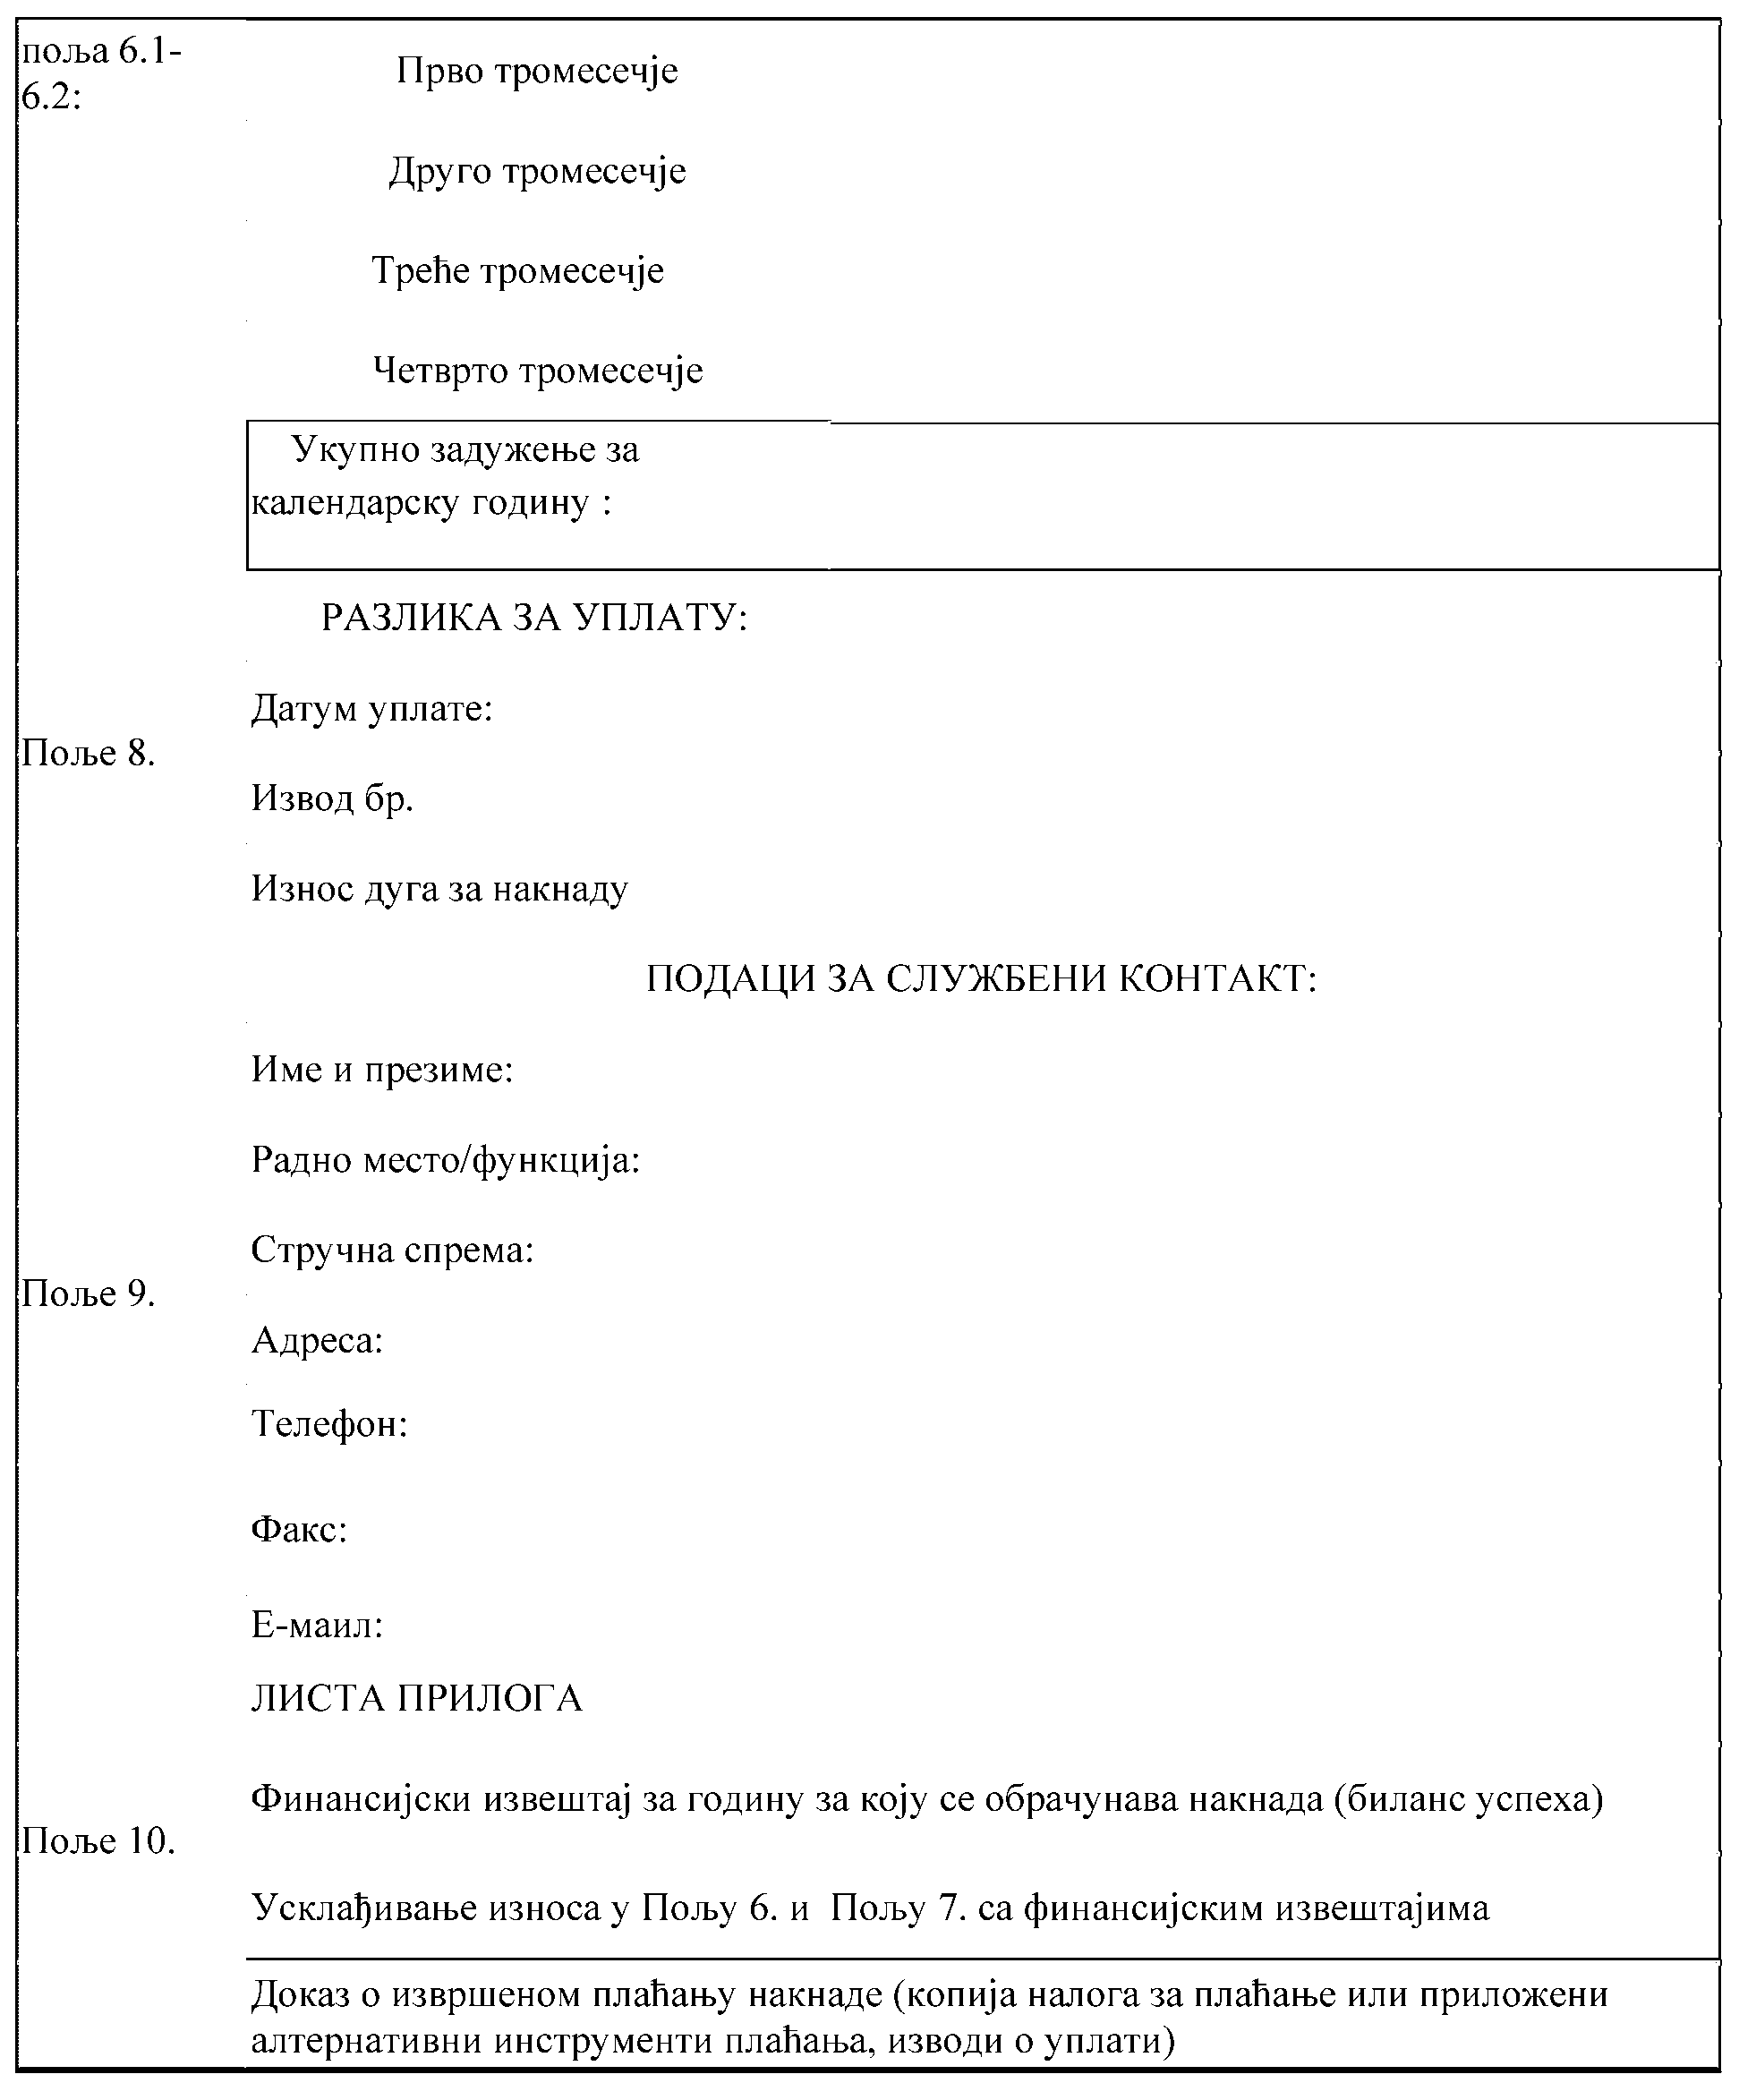 поља 6.1-
6.2:
Прво тромесечје
Друго тромесечје
Треће тромесечје
Четврто тромесечје
Укупно задужење за
календарску годину :
РАЗЛИКА ЗА УПЛАТУ:
Датум уплате:
Поље 8.
Извод бр.
Износ дуга за накнаду
ПОДАЦИ ЗА СЛУЖБЕНИ КОНТАКТ:
Име и презиме:
Радно место/функција:
Стручна спрема:
Поље 9.
Адреса:
Телефон:
Факс:
Е-маил:
ЛИСТА ПРИЛОГА
Финансијски извештај за годину за коју се обрачунава накнада (биланс успеха)
Поље 10.
Усклађивање износа у Пољу 6. и Пољу 7. са финансијским извештајима
Доказ о извршеном плаћању накнаде (копија налога за плаћање или приложени
алтернативни инструменти плаћања, изводи о уплати)